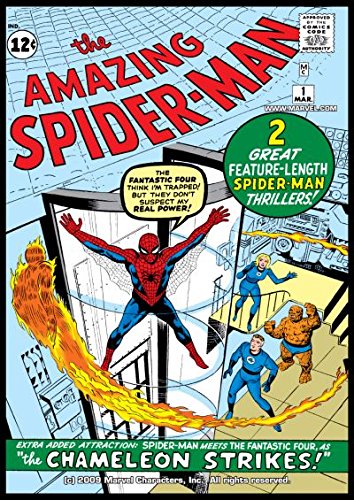 IND.
12¢
APPROVED
BY THE
COMICS
CODE
AUTHORITY
the
AMAZING
SPIDER-MAN
MC
1
MAR.
WWW.MARVEL.COM
2
GREAT
FEATURE-LENGTH
SPIDER-MAN
THRILLERS!
THE
FANTASTIC FOUR
THINK I'M TRAPPED!
BUT THEY DON'T
SUSPECT MY
REAL POWER!
EXTRA ADDED ATTRACTION: SPIDER-MAN MEETS THE FANTASTIC FOUR, AS
"the CHAMELEON STRIKES!"
(c) 2009 Marvel Characters, Inc. All rights reserved.